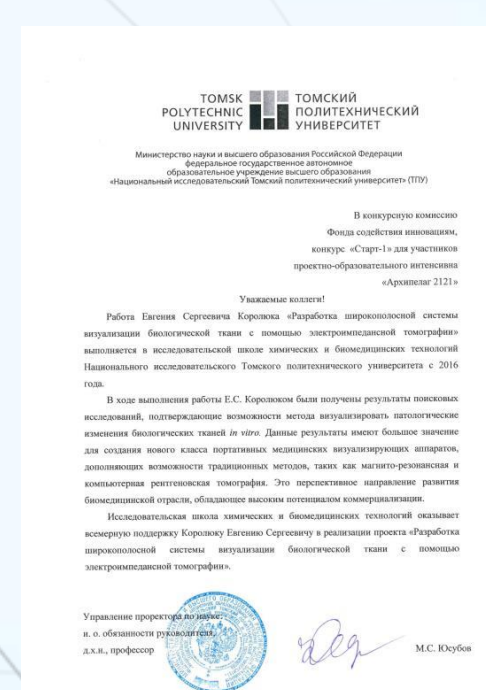 TOMSK
POLYTECHNIC
UNIVERSITY
ТОМСКИЙ
ПОЛИТЕХНИЧЕСКИЙ
УНИВЕРСИТЕТ
Министерство науки и высшего образования Российской Федерации
федеральное государственное автономное
образовательное учреждение высшего образования
«Национальный исследовательский Томский политехнический университет» (ТПУ)
В конкурсную комиссию
Фонда содействия инновациям,
конкурс «Старт-1» для участников
проектно-образовательного интенсива
«Архипелаг 2121»
Уважаемые коллеги!
Работа Евгения Сергеевича Королюка «Разработка широкополосной системы
визуализации биологической ткани с помощью электроимпедансной томографии»
выполняется в исследовательской школе химических и биомедицинских технологий
Национального исследовательского Томского политехнического университета с 2016
года.
В ходе выполнения работы Е.С. Королюком были получены результаты поисковых
исследований, подтверждающие возможности метода визуализировать патологические
изменения биологических тканей in vitro. Данные результаты имеют большое значение
для создания нового класса портативных медицинских визуализирующих аппаратов,
дополняющих возможности традиционных методов, таких как магнито-резонансная и
компьютерная рентгеновская томография. Это перспективное направление развития
биомедицинской отрасли, обладающее высоким потенциалом коммерциализации.
Исследовательская школа химических и биомедицинских технологий оказывает
всемерную поддержку Королюку Евгению Сергеевичу в реализации проекта «Разработка
широкополосной системы визуализации биологической ткани с помощью
электроимпедансной томографии».
Управление проректора по науке
и. о. обязанности руководителя,
д.х.н., профессор
М.С. Юсубов